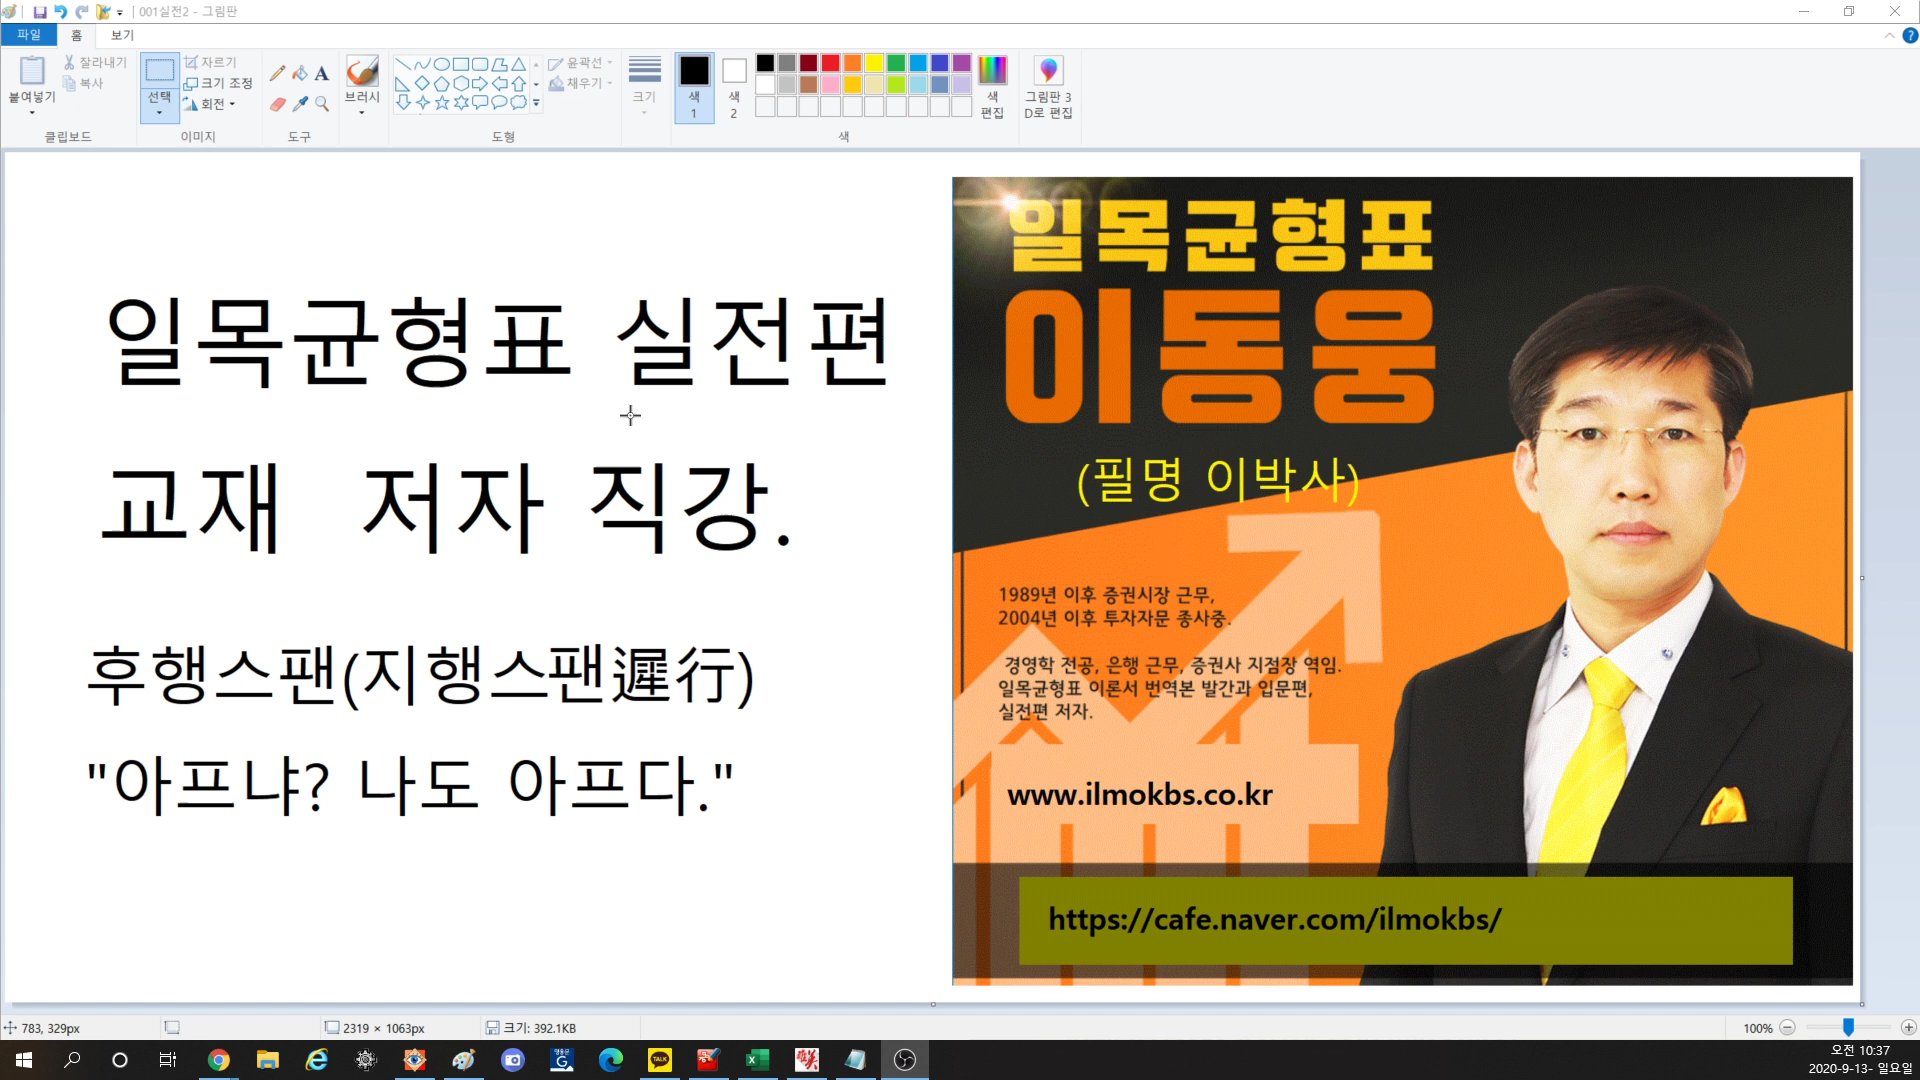 001실전2 - 그림판
파일 홈 보기
붙여넣기
잘라내기
복사
클립보드
선택
자르기
크기 조정
회전
이미지
도구
브러시
도형
윤곽선
채우기
크기
색 1
색 2
색
색 편집
그림판 3D로 편집
일목균형표 실전편
교재 저자 직강.
후행스팬(지행스팬遲行)
"아프냐? 나도 아프다."
일목균형표
이동웅
(필명 이박사)
1989년 이후 증권시장 근무,
2004년 이후 투자자문 종사중.
경영학 전공, 은행 근무, 증권사 지점장 역임.
일목균형표 이론서 번역본 발간과 입문편,
실전편 저자.
www.ilmokbs.co.kr
https://cafe.naver.com/ilmokbs/
783, 329px
2319 × 1063px
크기: 392.1KB
100%
TALK
오전 10:37
2020-9-13- 일요일